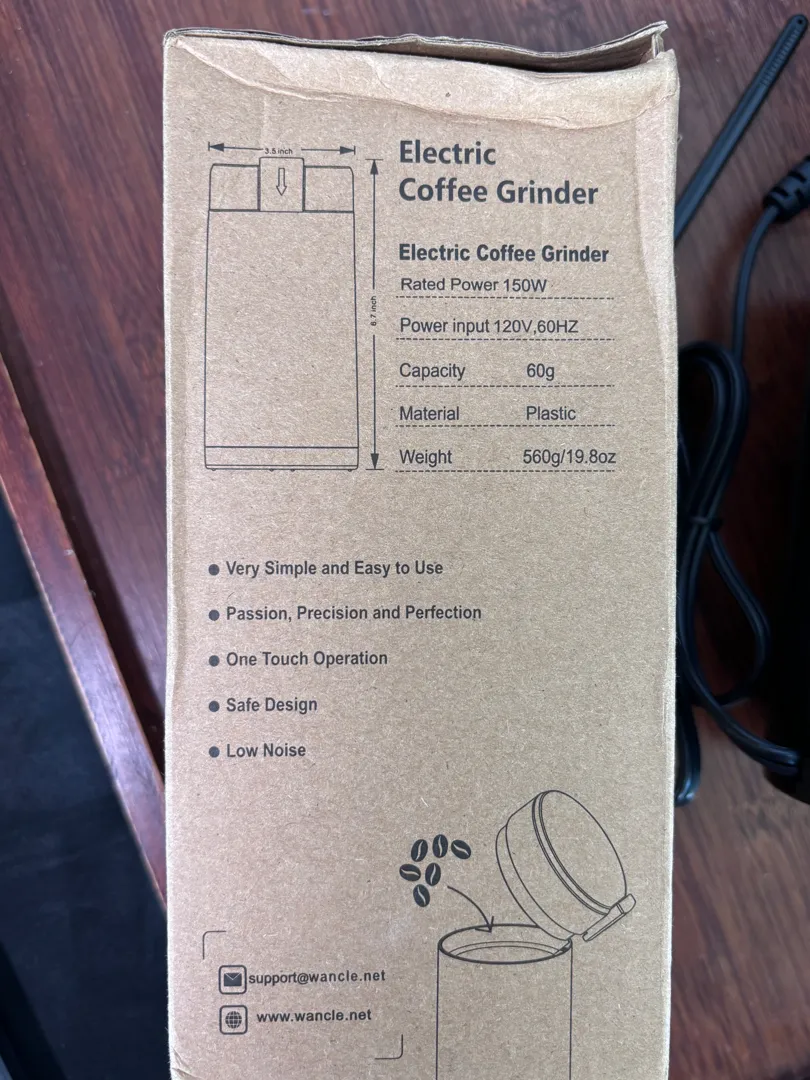 3.5 inch
6.7 inch
Electric
Coffee Grinder
Electric Coffee Grinder
Rated Power 150W
Power input 120V,60HZ
Capacity 60g
Material Plastic
Weight 560g/19.8oz
Very Simple and Easy to Use
Passion, Precision and Perfection
One Touch Operation
Safe Design
Low Noise
support@wancle.net
www.wancle.net